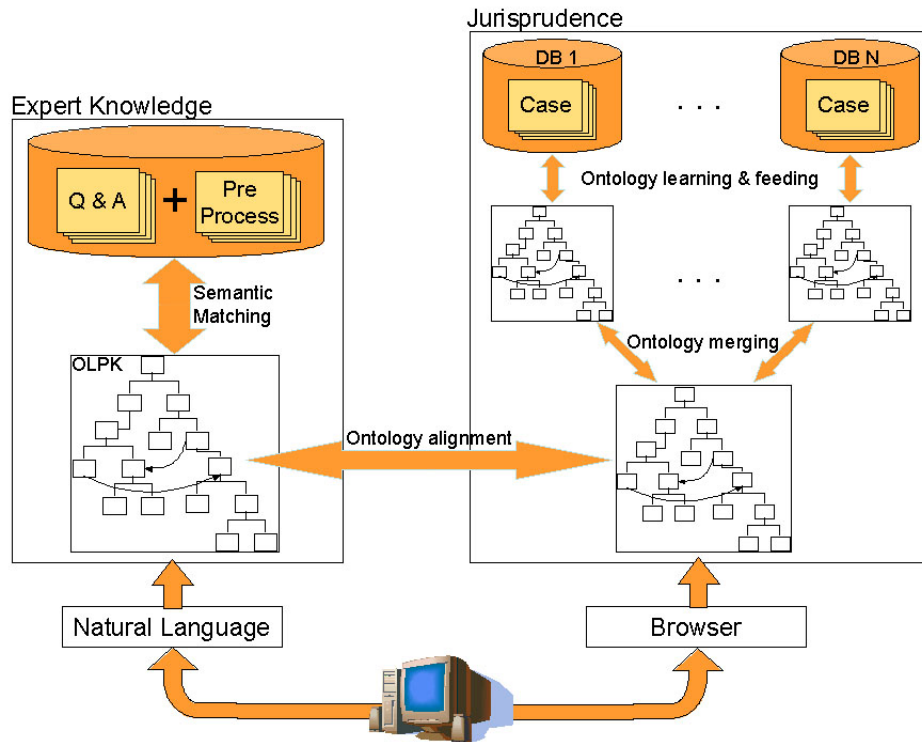 Jurisprudence
DB 1
DB N
Case
. . .
Case
Expert Knowledge
Ontology learning & feeding
Q & A
+
Pre
Process
. . .
Semantic
Matching
Ontology merging
OLPK
Ontology alignment
Natural Language
Browser